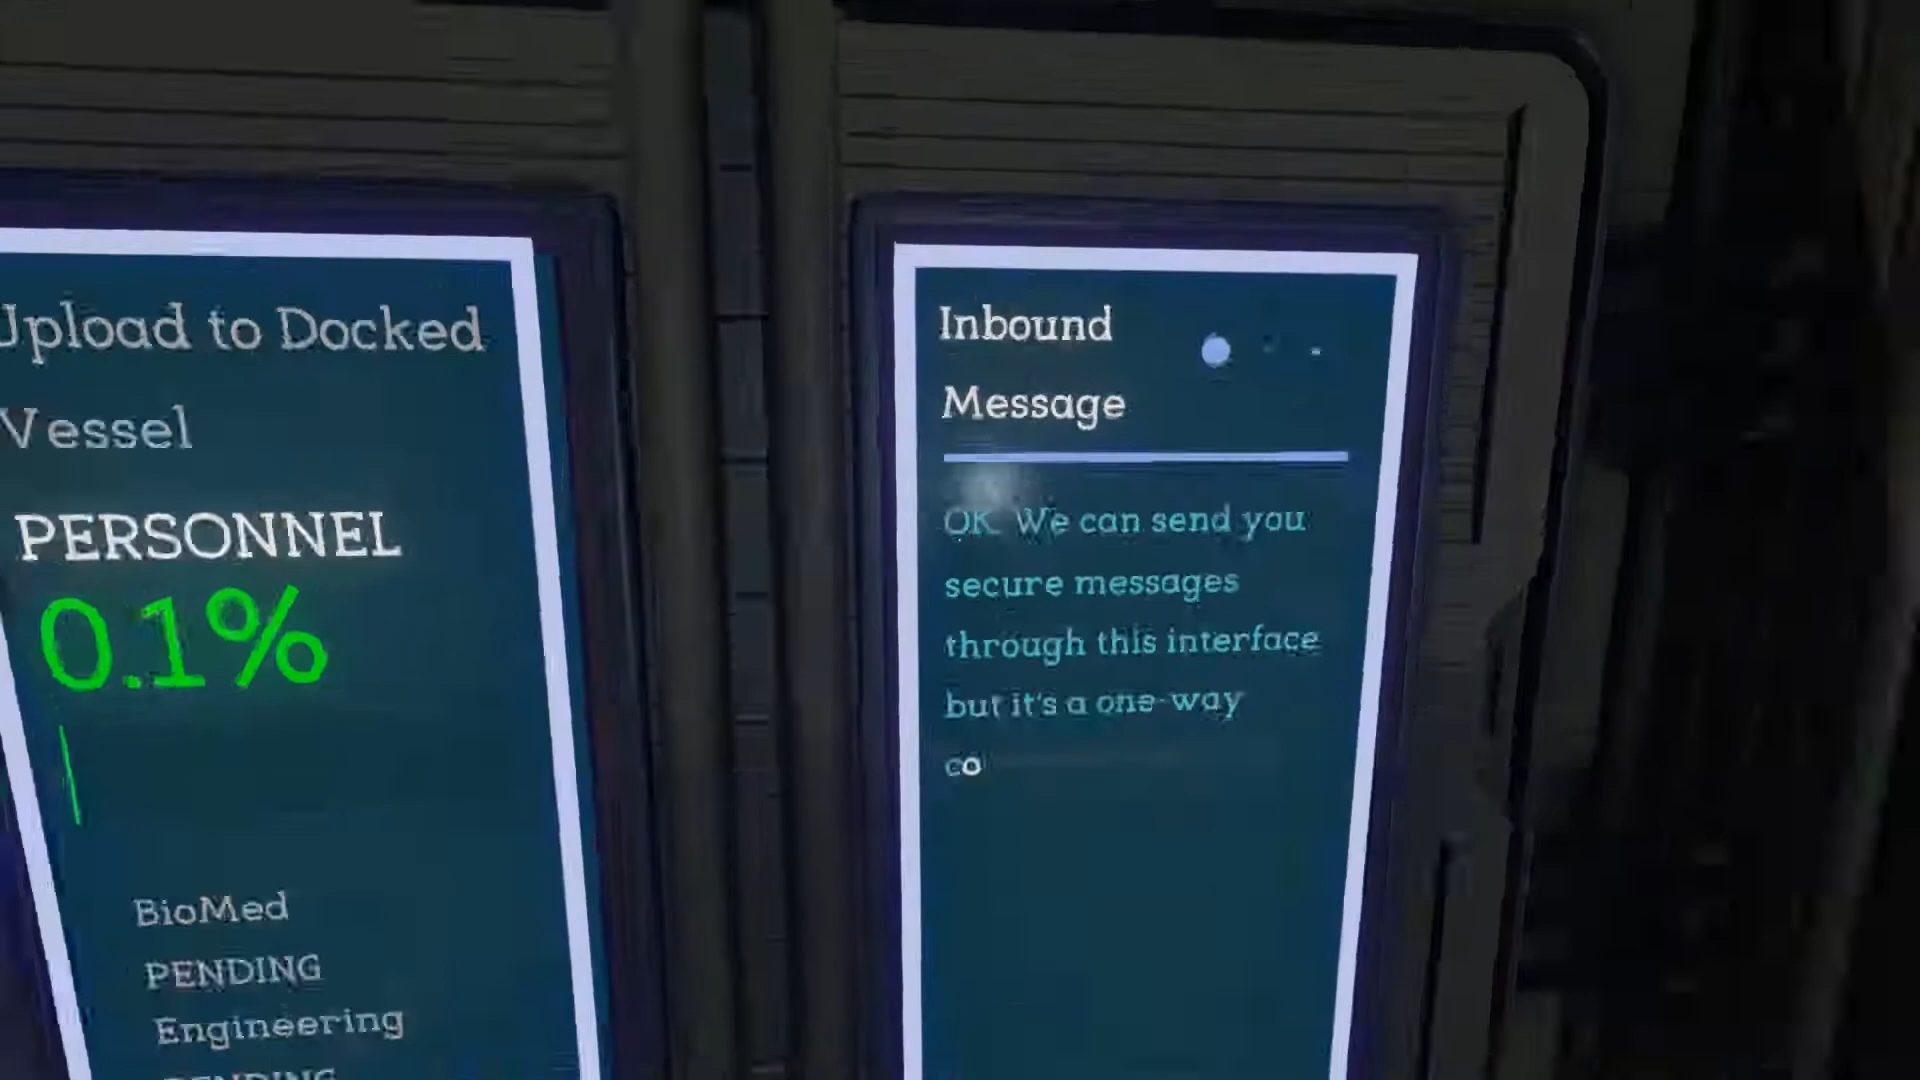 Upload to Docked
Vessel
PERSONNEL
0.1%
BioMed
PENDING
Engineering
PENDING
Inbound
Message
OK. We can send you
secure messages
through this interface
but it's a one-way
co